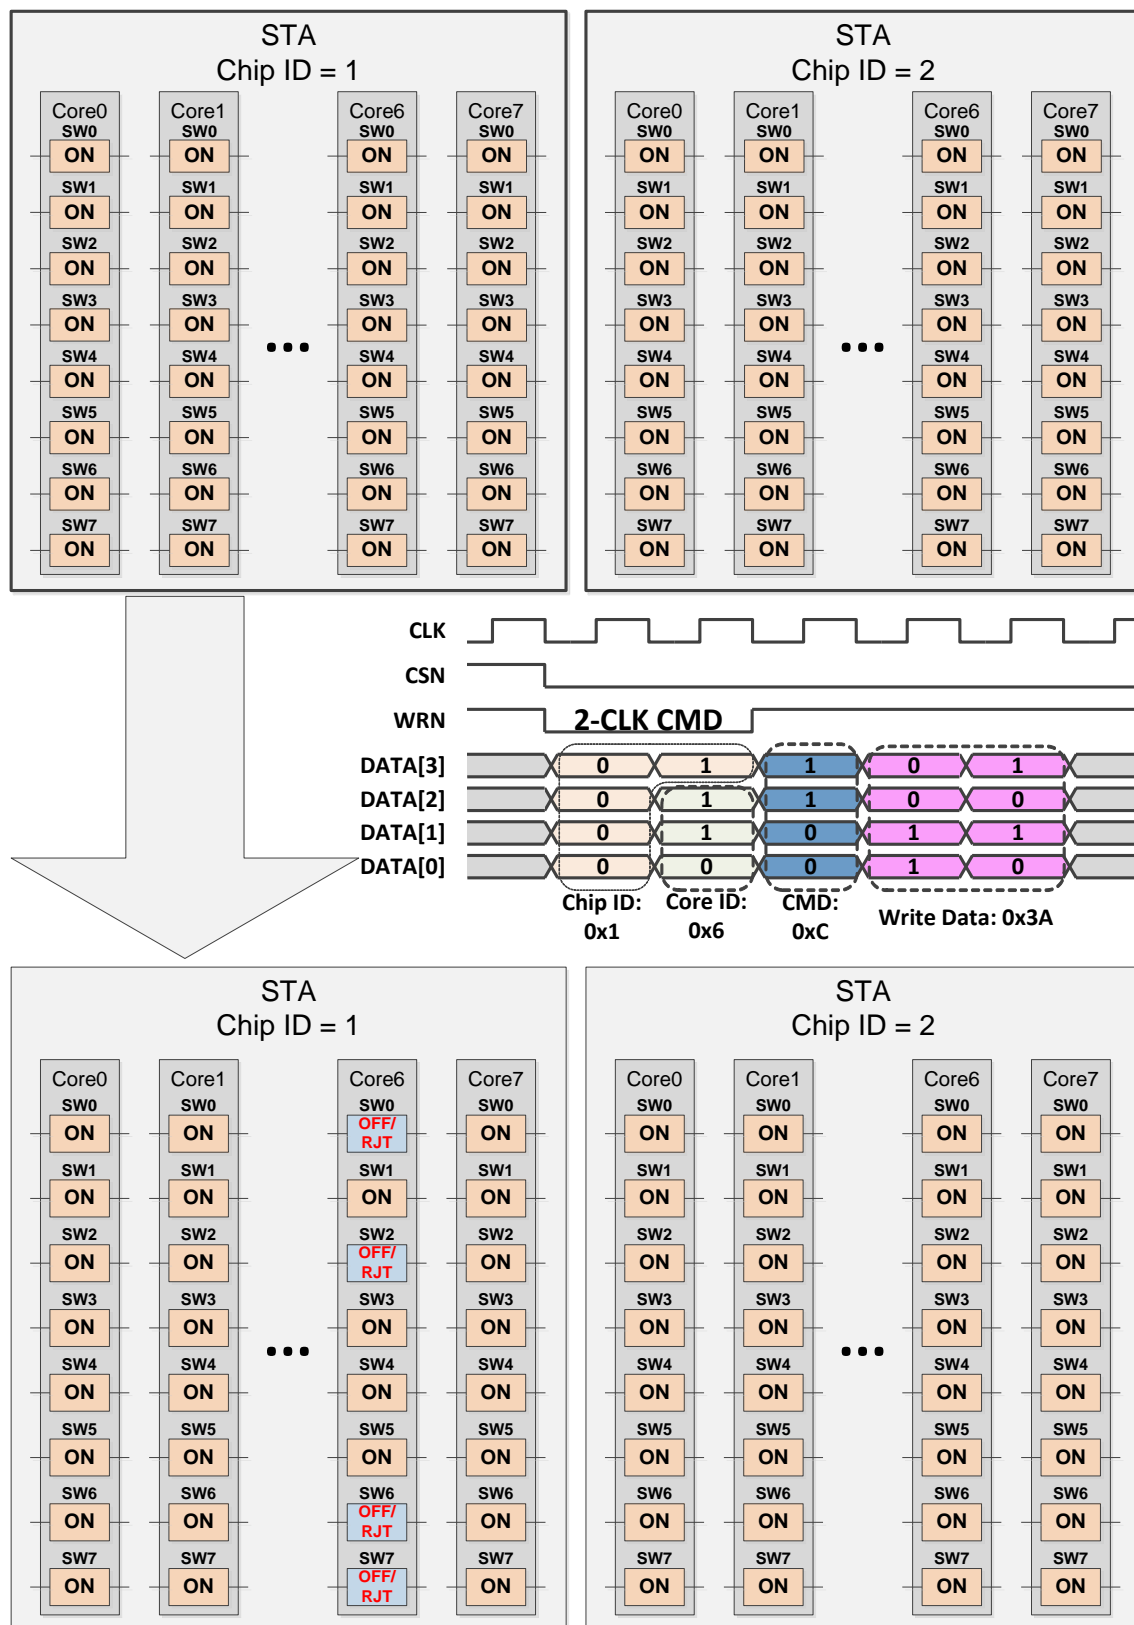 STA STA
Chip ID = 1 Chip ID = 2
Core0 Core1 Core6 Core7 Core0 Core1 Core6 Core7
SW0 SW0 SW0 SW0 SW0 SW0 SW0 SW0
ON ON ON ON ON ON ON ON
SW1 SW1 SW1 SW1 SW1 SW1 SW1 SW1
ON ON ON ON ON ON ON ON
SW2 SW2 SW2 SW2 SW2 SW2 SW2 SW2
ON ON ON ON ON ON ON ON
SW3 SW3 SW3 SW3 SW3 SW3 SW3 SW3
ON ON ... ON ON ON ON ... ON ON
SW4 SW4 SW4 SW4 SW4 SW4 SW4 SW4
ON ON ON ON ON ON ON ON
SW5 SW5 SW5 SW5 SW5 SW5 SW5 SW5
ON ON ON ON ON ON ON ON
SW6 SW6 SW6 SW6 SW6 SW6 SW6 SW6
ON ON ON ON ON ON ON ON
SW7 SW7 SW7 SW7 SW7 SW7 SW7 SW7
ON ON ON ON ON ON ON ON
CLK
CSN
WRN 2-CLK CMD
DATA[3] 0 1 1 0 1
DATA[2] 0 1 1 0 0
DATA[1] 0 1 0 1 1
DATA[0] 0 0 0 1 0
Chip ID: Core ID: CMD: Write Data: 0x3A
0x1 0x6 0xC
STA STA
Chip ID = 1 Chip ID = 2
Core0 Core1 Core6 Core7 Core0 Core1 Core6 Core7
SW0 SW0 SW0 SW0 SW0 SW0 SW0 SW0
ON ON OFF/RJT ON ON ON ON ON
SW1 SW1 SW1 SW1 SW1 SW1 SW1 SW1
ON ON ON ON ON ON ON ON
SW2 SW2 SW2 SW2 SW2 SW2 SW2 SW2
ON ON OFF/RJT ON ON ON ON ON
SW3 SW3 SW3 SW3 SW3 SW3 SW3 SW3
ON ON ... ON ON ON ON ... ON ON
SW4 SW4 SW4 SW4 SW4 SW4 SW4 SW4
ON ON ON ON ON ON ON ON
SW5 SW5 SW5 SW5 SW5 SW5 SW5 SW5
ON ON ON ON ON ON ON ON
SW6 SW6 SW6 SW6 SW6 SW6 SW6 SW6
ON ON OFF/RJT ON ON ON ON ON
SW7 SW7 SW7 SW7 SW7 SW7 SW7 SW7
ON ON OFF/RJT ON ON ON ON ON